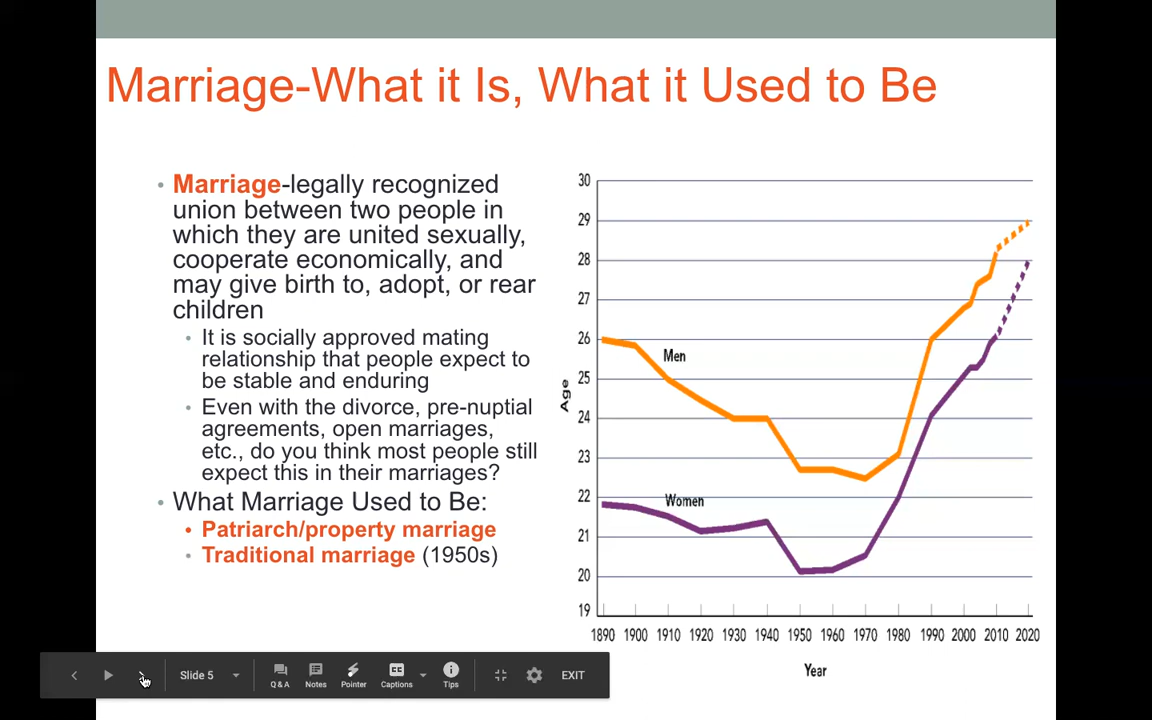 Marriage-What it Is, What it Used to Be
• Marriage-legally recognized
union between two people in
which they are united sexually,
cooperate economically, and
may give birth to, adopt, or rear
children
• It is socially approved mating
relationship that people expect to
be stable and enduring
• Even with the divorce, pre-nuptial
agreements, open marriages,
etc., do you think most people still
expect this in their marriages?
• What Marriage Used to Be:
• Patriarch/property marriage
• Traditional marriage (1950s)
30
29
28
27
26
25
24
23
22
21
20
19
Age
Men
Women
1890 1900 1910 1920 1930 1940 1950 1960 1970 1980 1990 2000 2010 2020
Year
Slide 5
Q & A
Notes
Pointer
CC
Captions
Tips
EXIT